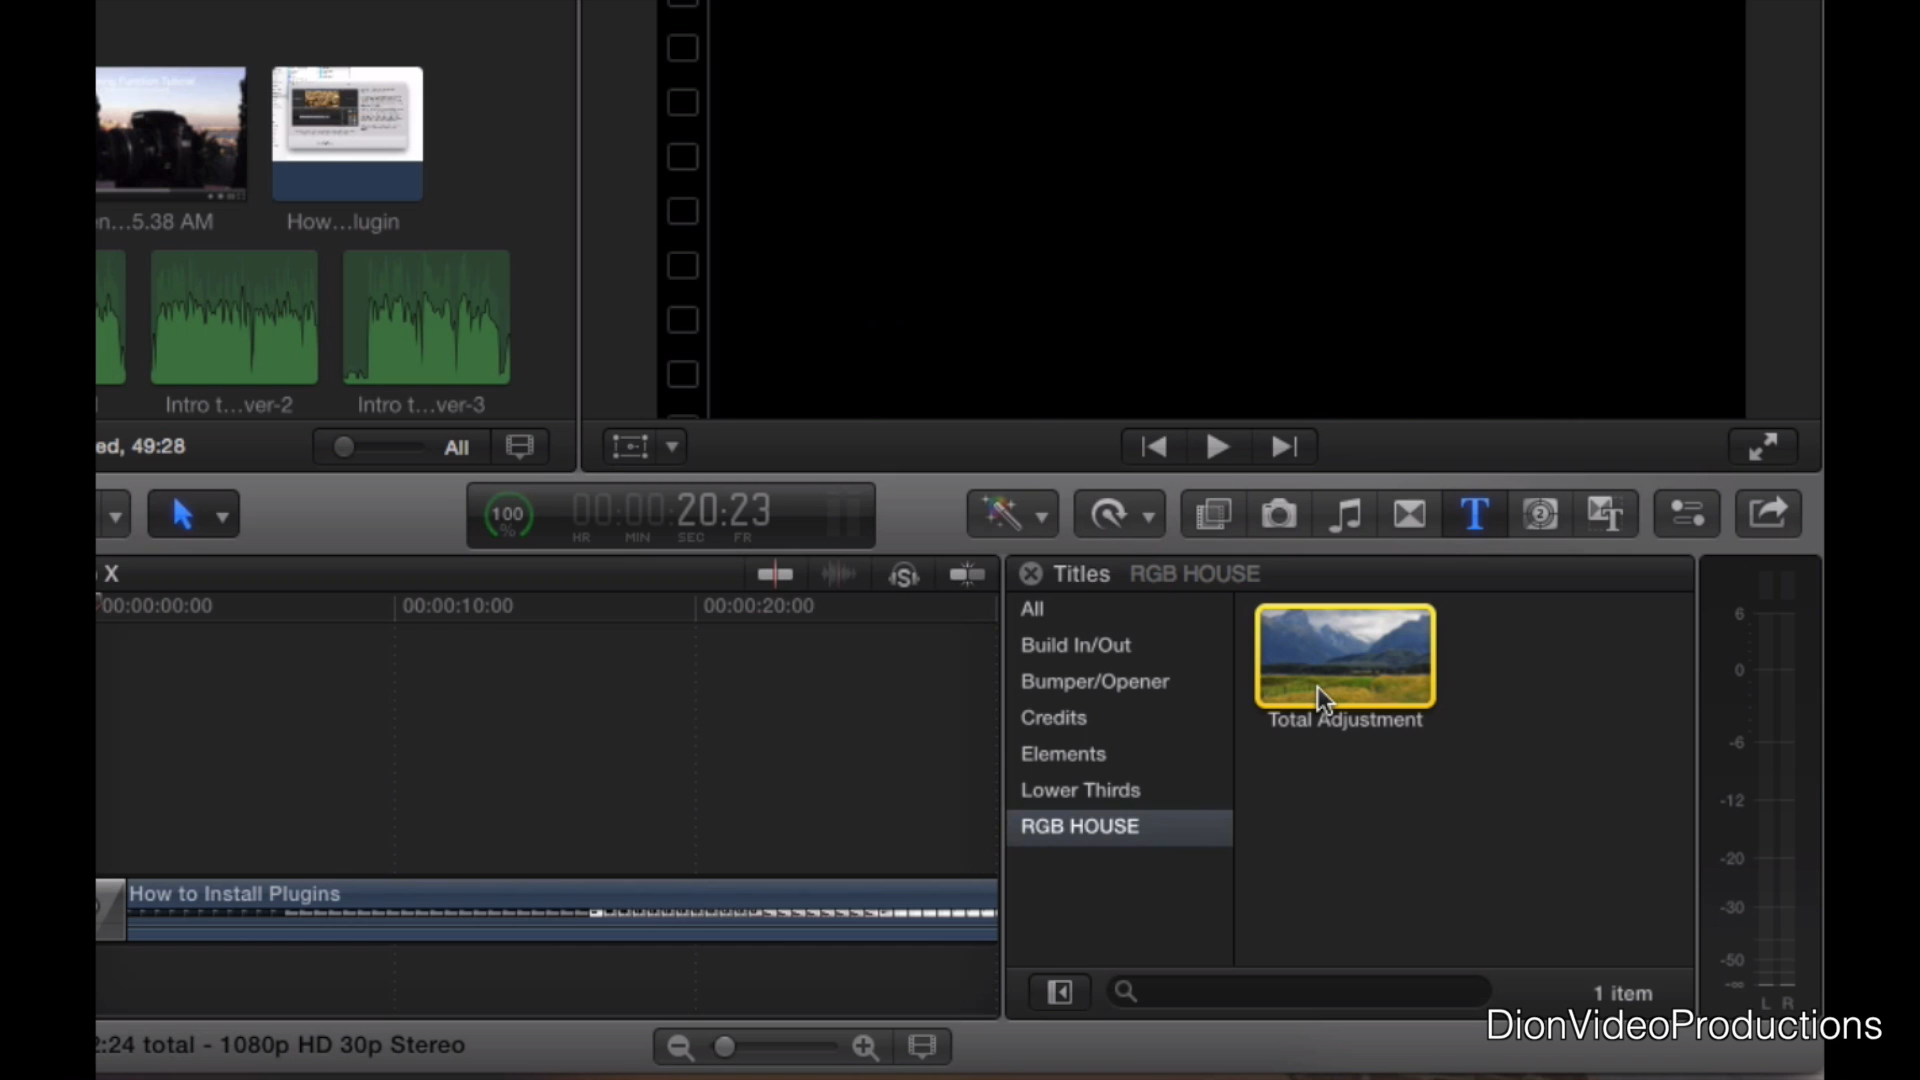 n...5.38 AM
How...lugin
Intro t...ver-2
Intro t...ver-3
ed, 49:28
All
100
%
00:00:20:23
HR MIN SEC FR
X
Titles RGB HOUSE
00:00:00:00
00:00:10:00
00:00:20:00
All
Build In/Out
Bumper/Opener
Credits
Elements
Lower Thirds
RGB HOUSE
Total Adjustment
6
0
-6
-12
-20
-30
-50
-∞
L R
How to Install Plugins
1 item
DionVideoProductions
2:24 total - 1080p HD 30p Stereo